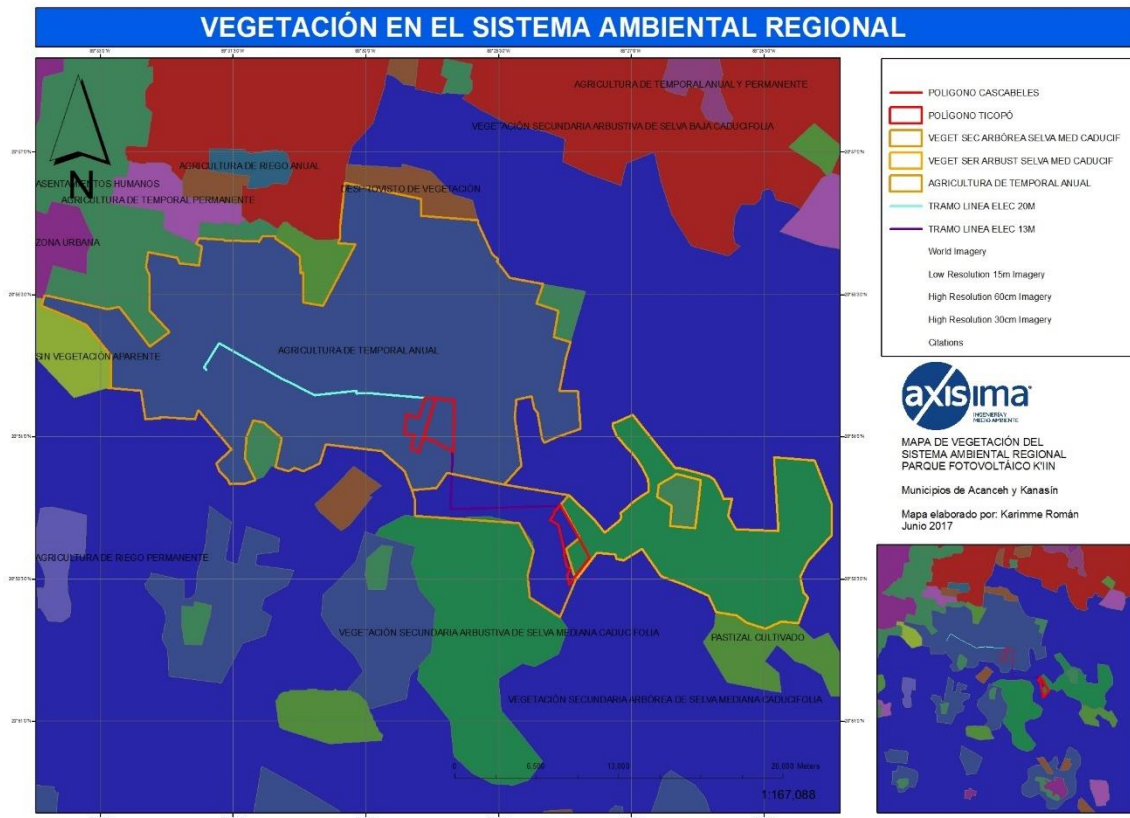 VEGETACIÓN EN EL SISTEMA AMBIENTAL REGIONAL
AGRICULTURA DE TEMPORAL ANUAL Y PERMANENTE
VEGETACIÓN SECUNDARIA ARBUSTIVA DE SELVA BAJA CADUCIFOLIA
N
AGRICULTURA DE RIEGO ANUAL
ASENTAMIENTOS HUMANOS
DESPROVISTO DE VEGETACIÓN
AGRICULTURA DE TEMPORAL PERMANENTE
ZONA URBANA
AGRICULTURA DE TEMPORAL ANUAL
SIN VEGETACIÓN APARENTE
AGRICULTURA DE RIEGO PERMANENTE
VEGETACIÓN SECUNDARIA ARBUSTIVA DE SELVA MEDIANA CADUCIFOLIA
PASTIZAL CULTIVADO
VEGETACIÓN SECUNDARIA ARBÓREA DE SELVA MEDIANA CADUCIFOLIA
0 6,500 13,000 26,000 Meters
1:167,088
POLIGONO CASCABELES
POLÍGONO TICOPÓ
VEGET SEC ARBÓREA SELVA MED CADUCIF
VEGET SER ARBUST SELVA MED CADUCIF
AGRICULTURA DE TEMPORAL ANUAL
TRAMO LINEA ELEC 20M
TRAMO LINEA ELEC 13M
World Imagery
Low Resolution 15m Imagery
High Resolution 60cm Imagery
High Resolution 30cm Imagery
Citations
axisima
INGENIERÍA Y
MEDIO AMBIENTE
MAPA DE VEGETACIÓN DEL
SISTEMA AMBIENTAL REGIONAL
PARQUE FOTOVOLTÁICO K'IIN
Municipios de Acanceh y Kanasín
Mapa elaborado por: Karimme Román
Junio 2017